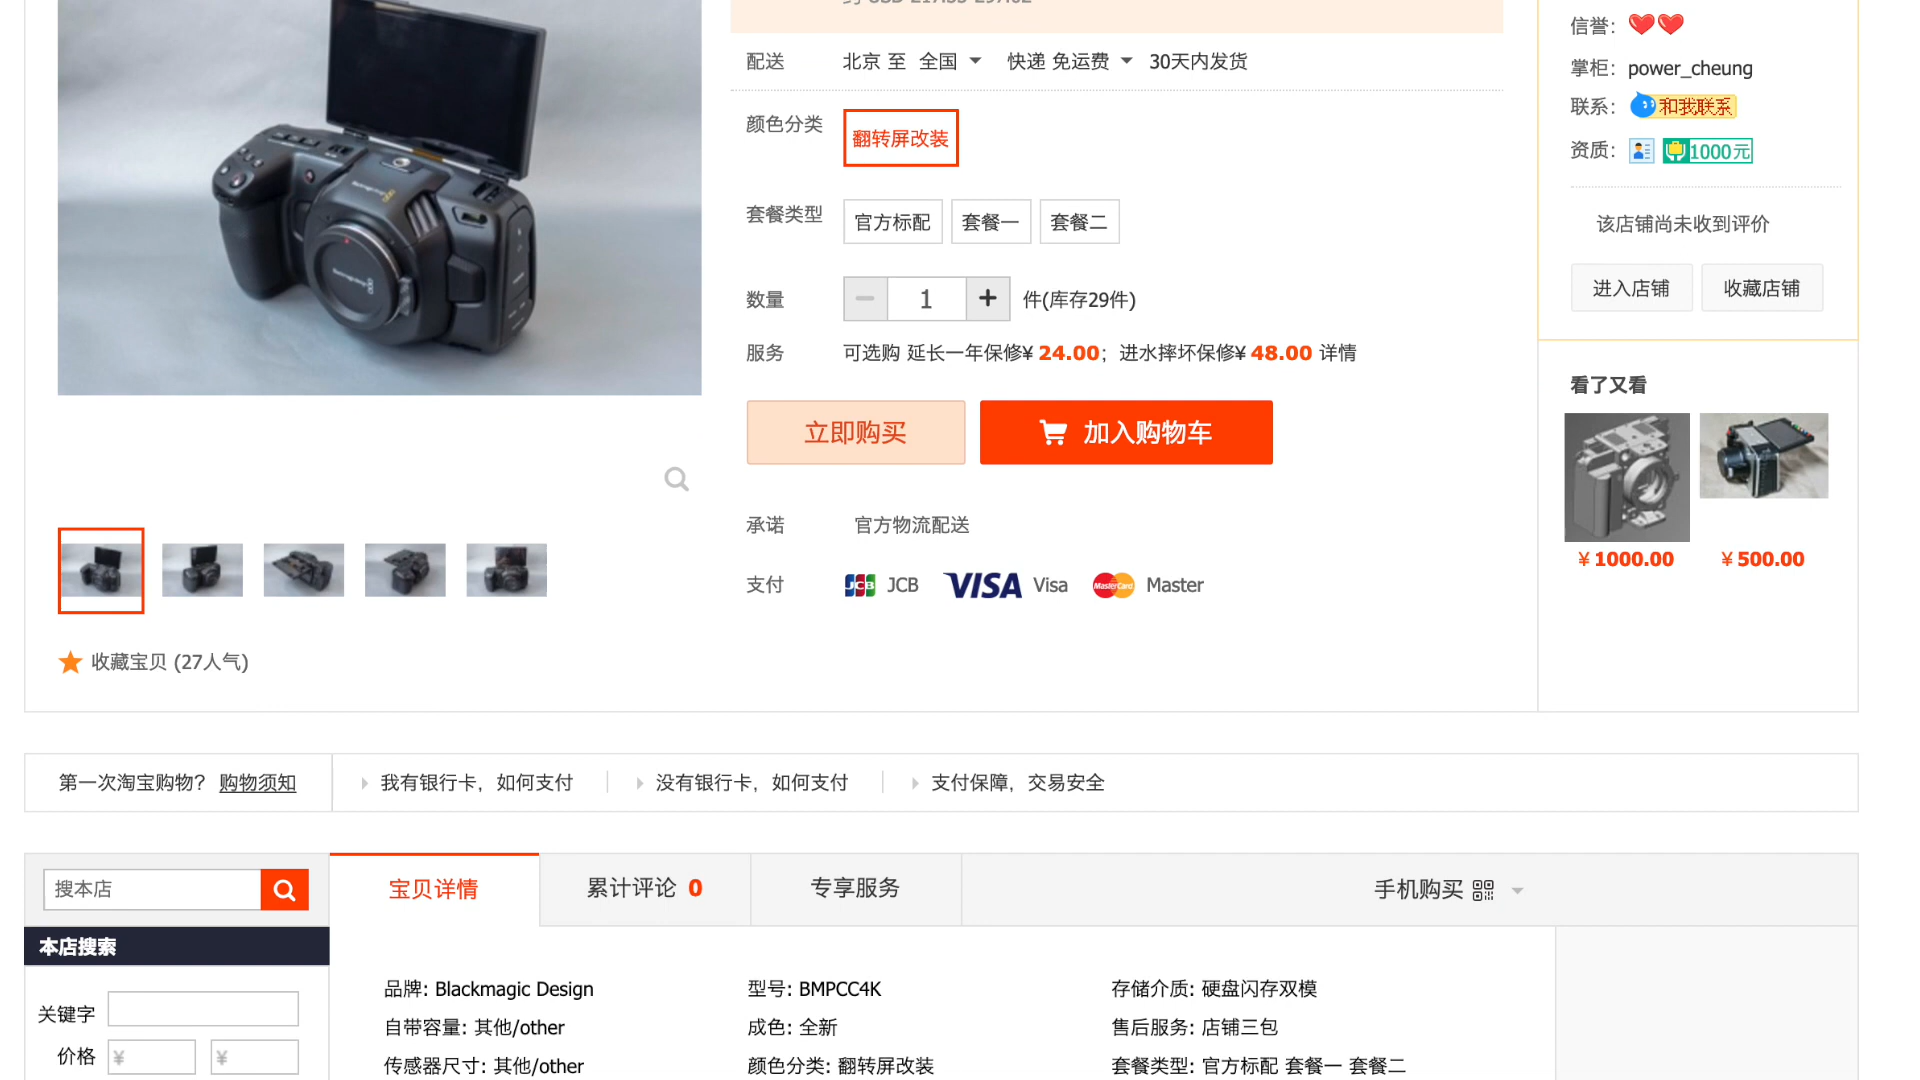 配送 北京 至 全国 快递 免运费 30天内发货
颜色分类 翻转屏改装
套餐类型 官方标配 套餐一 套餐二
数量 1 件(库存29件)
服务 可选购 延长一年保修¥ 24.00；进水摔坏保修¥ 48.00 详情
立即购买 加入购物车
承诺 官方物流配送
支付 JCB JCB VISA Visa MasterCard Master
收藏宝贝 (27人气)
信誉：
掌柜： power_cheung
联系： 和我联系
资质： 1000元
该店铺尚未收到评价
进入店铺 收藏店铺
看了又看
¥ 1000.00 ¥ 500.00
第一次淘宝购物？ 购物须知 我有银行卡，如何支付 没有银行卡，如何支付 支付保障，交易安全
搜本店 宝贝详情 累计评论 0 专享服务 手机购买
本店搜索
关键字
价格 ¥ ¥
品牌: Blackmagic Design 型号: BMPCC4K 存储介质: 硬盘闪存双模
自带容量: 其他/other 成色: 全新 售后服务: 店铺三包
传感器尺寸: 其他/other 颜色分类: 翻转屏改装 套餐类型: 官方标配 套餐一 套餐二